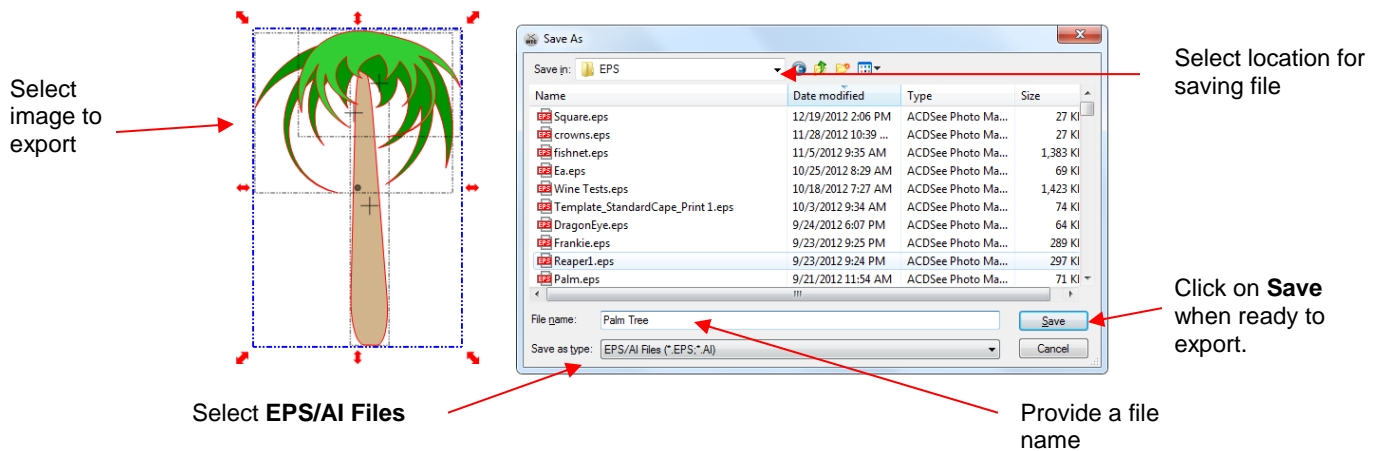 Select
image to
export
Save As
Save in: EPS
Name Date modified Type Size
Square.eps 12/19/2012 2:06 PM ACDSee Photo Ma... 27 KI
crowns.eps 11/28/2012 10:39 ... ACDSee Photo Ma... 27 KI
fishnet.eps 11/5/2012 9:35 AM ACDSee Photo Ma... 1,383 KI
Ea.eps 10/25/2012 8:29 AM ACDSee Photo Ma... 69 KI
Wine Tests.eps 10/18/2012 7:27 AM ACDSee Photo Ma... 1,423 KI
Template_StandardCape_Print 1.eps 10/3/2012 9:34 AM ACDSee Photo Ma... 74 KI
DragonEye.eps 9/24/2012 6:07 PM ACDSee Photo Ma... 64 KI
Frankie.eps 9/23/2012 9:25 PM ACDSee Photo Ma... 289 KI
Reaper1.eps 9/23/2012 9:24 PM ACDSee Photo Ma... 297 KI
Palm.eps 9/21/2012 11:54 AM ACDSee Photo Ma... 71 KI
File name: Palm Tree Save
Save as type: EPS/AI Files (*.EPS;*.AI) Cancel
Select location for
saving file
Click on Save
when ready to
export.
Select EPS/AI Files
Provide a file
name